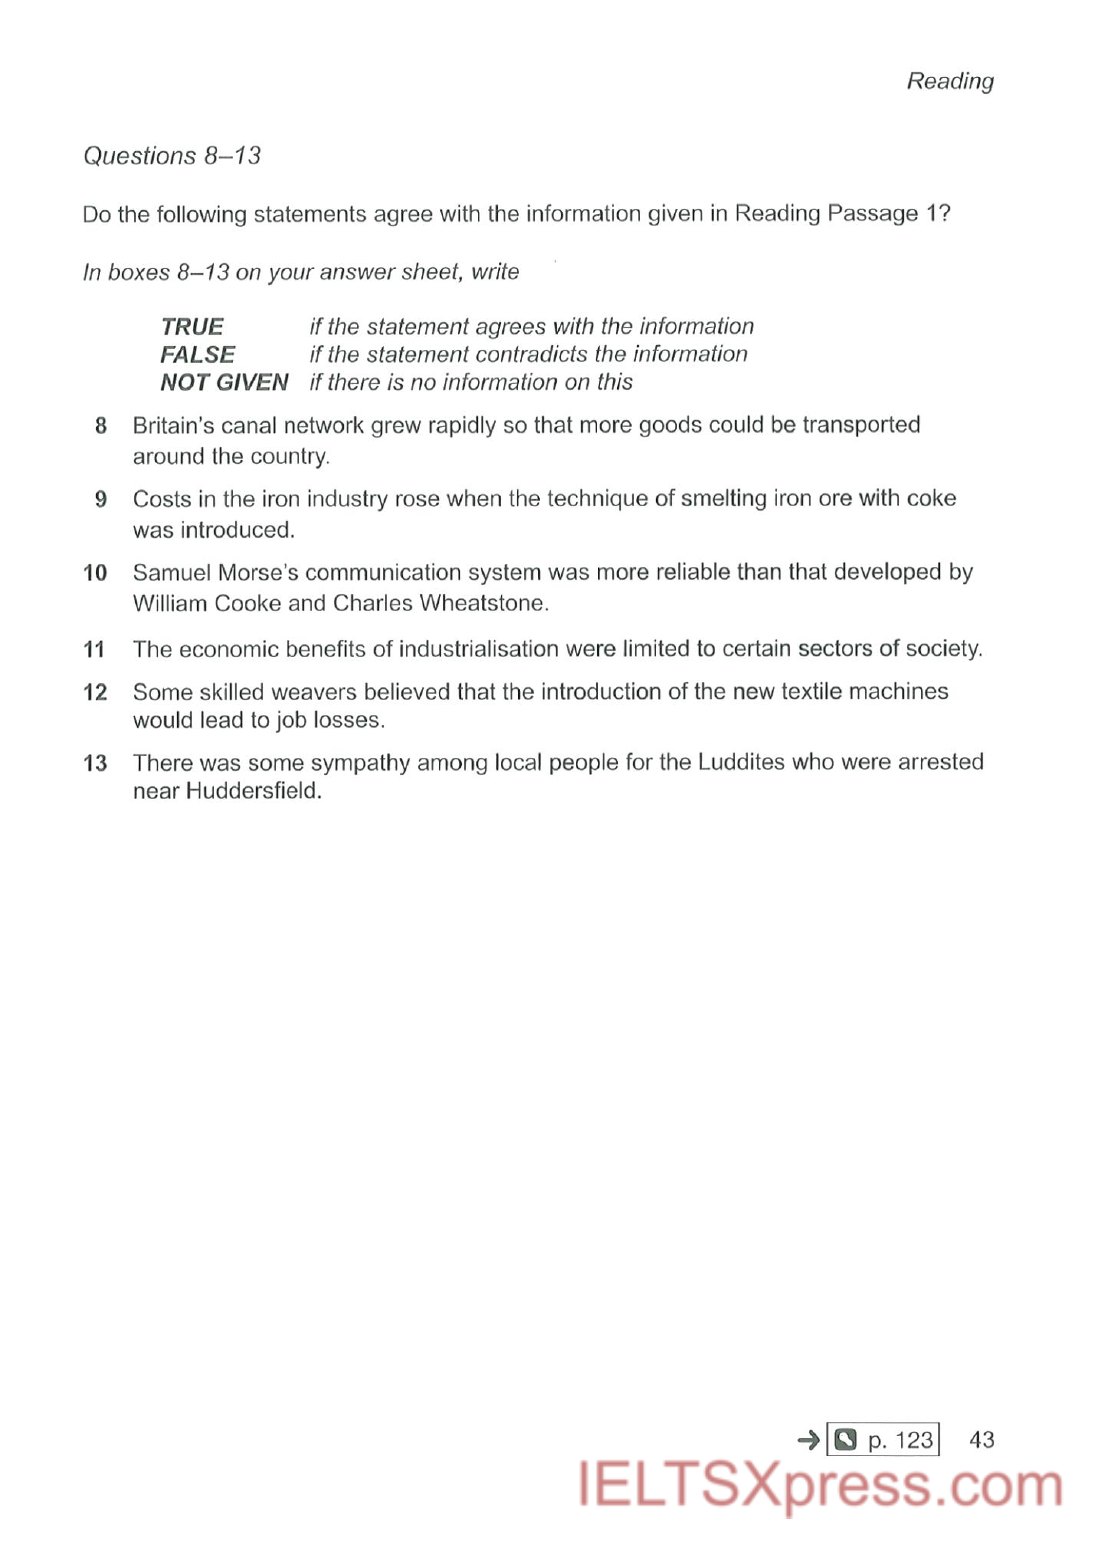 Reading
Questions 8–13
Do the following statements agree with the information given in Reading Passage 1?
In boxes 8–13 on your answer sheet, write
TRUE if the statement agrees with the information
FALSE if the statement contradicts the information
NOT GIVEN if there is no information on this
8 Britain's canal network grew rapidly so that more goods could be transported
around the country.
9 Costs in the iron industry rose when the technique of smelting iron ore with coke
was introduced.
10 Samuel Morse's communication system was more reliable than that developed by
William Cooke and Charles Wheatstone.
11 The economic benefits of industrialisation were limited to certain sectors of society.
12 Some skilled weavers believed that the introduction of the new textile machines
would lead to job losses.
13 There was some sympathy among local people for the Luddites who were arrested
near Huddersfield.
→ p. 123 43
IELTSXpress.com